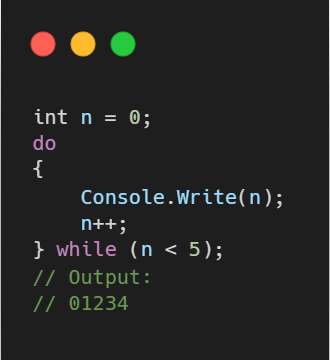 int n = 0;
do
{
    Console.Write(n);
    n++;
} while (n < 5);
// Output:
// 01234